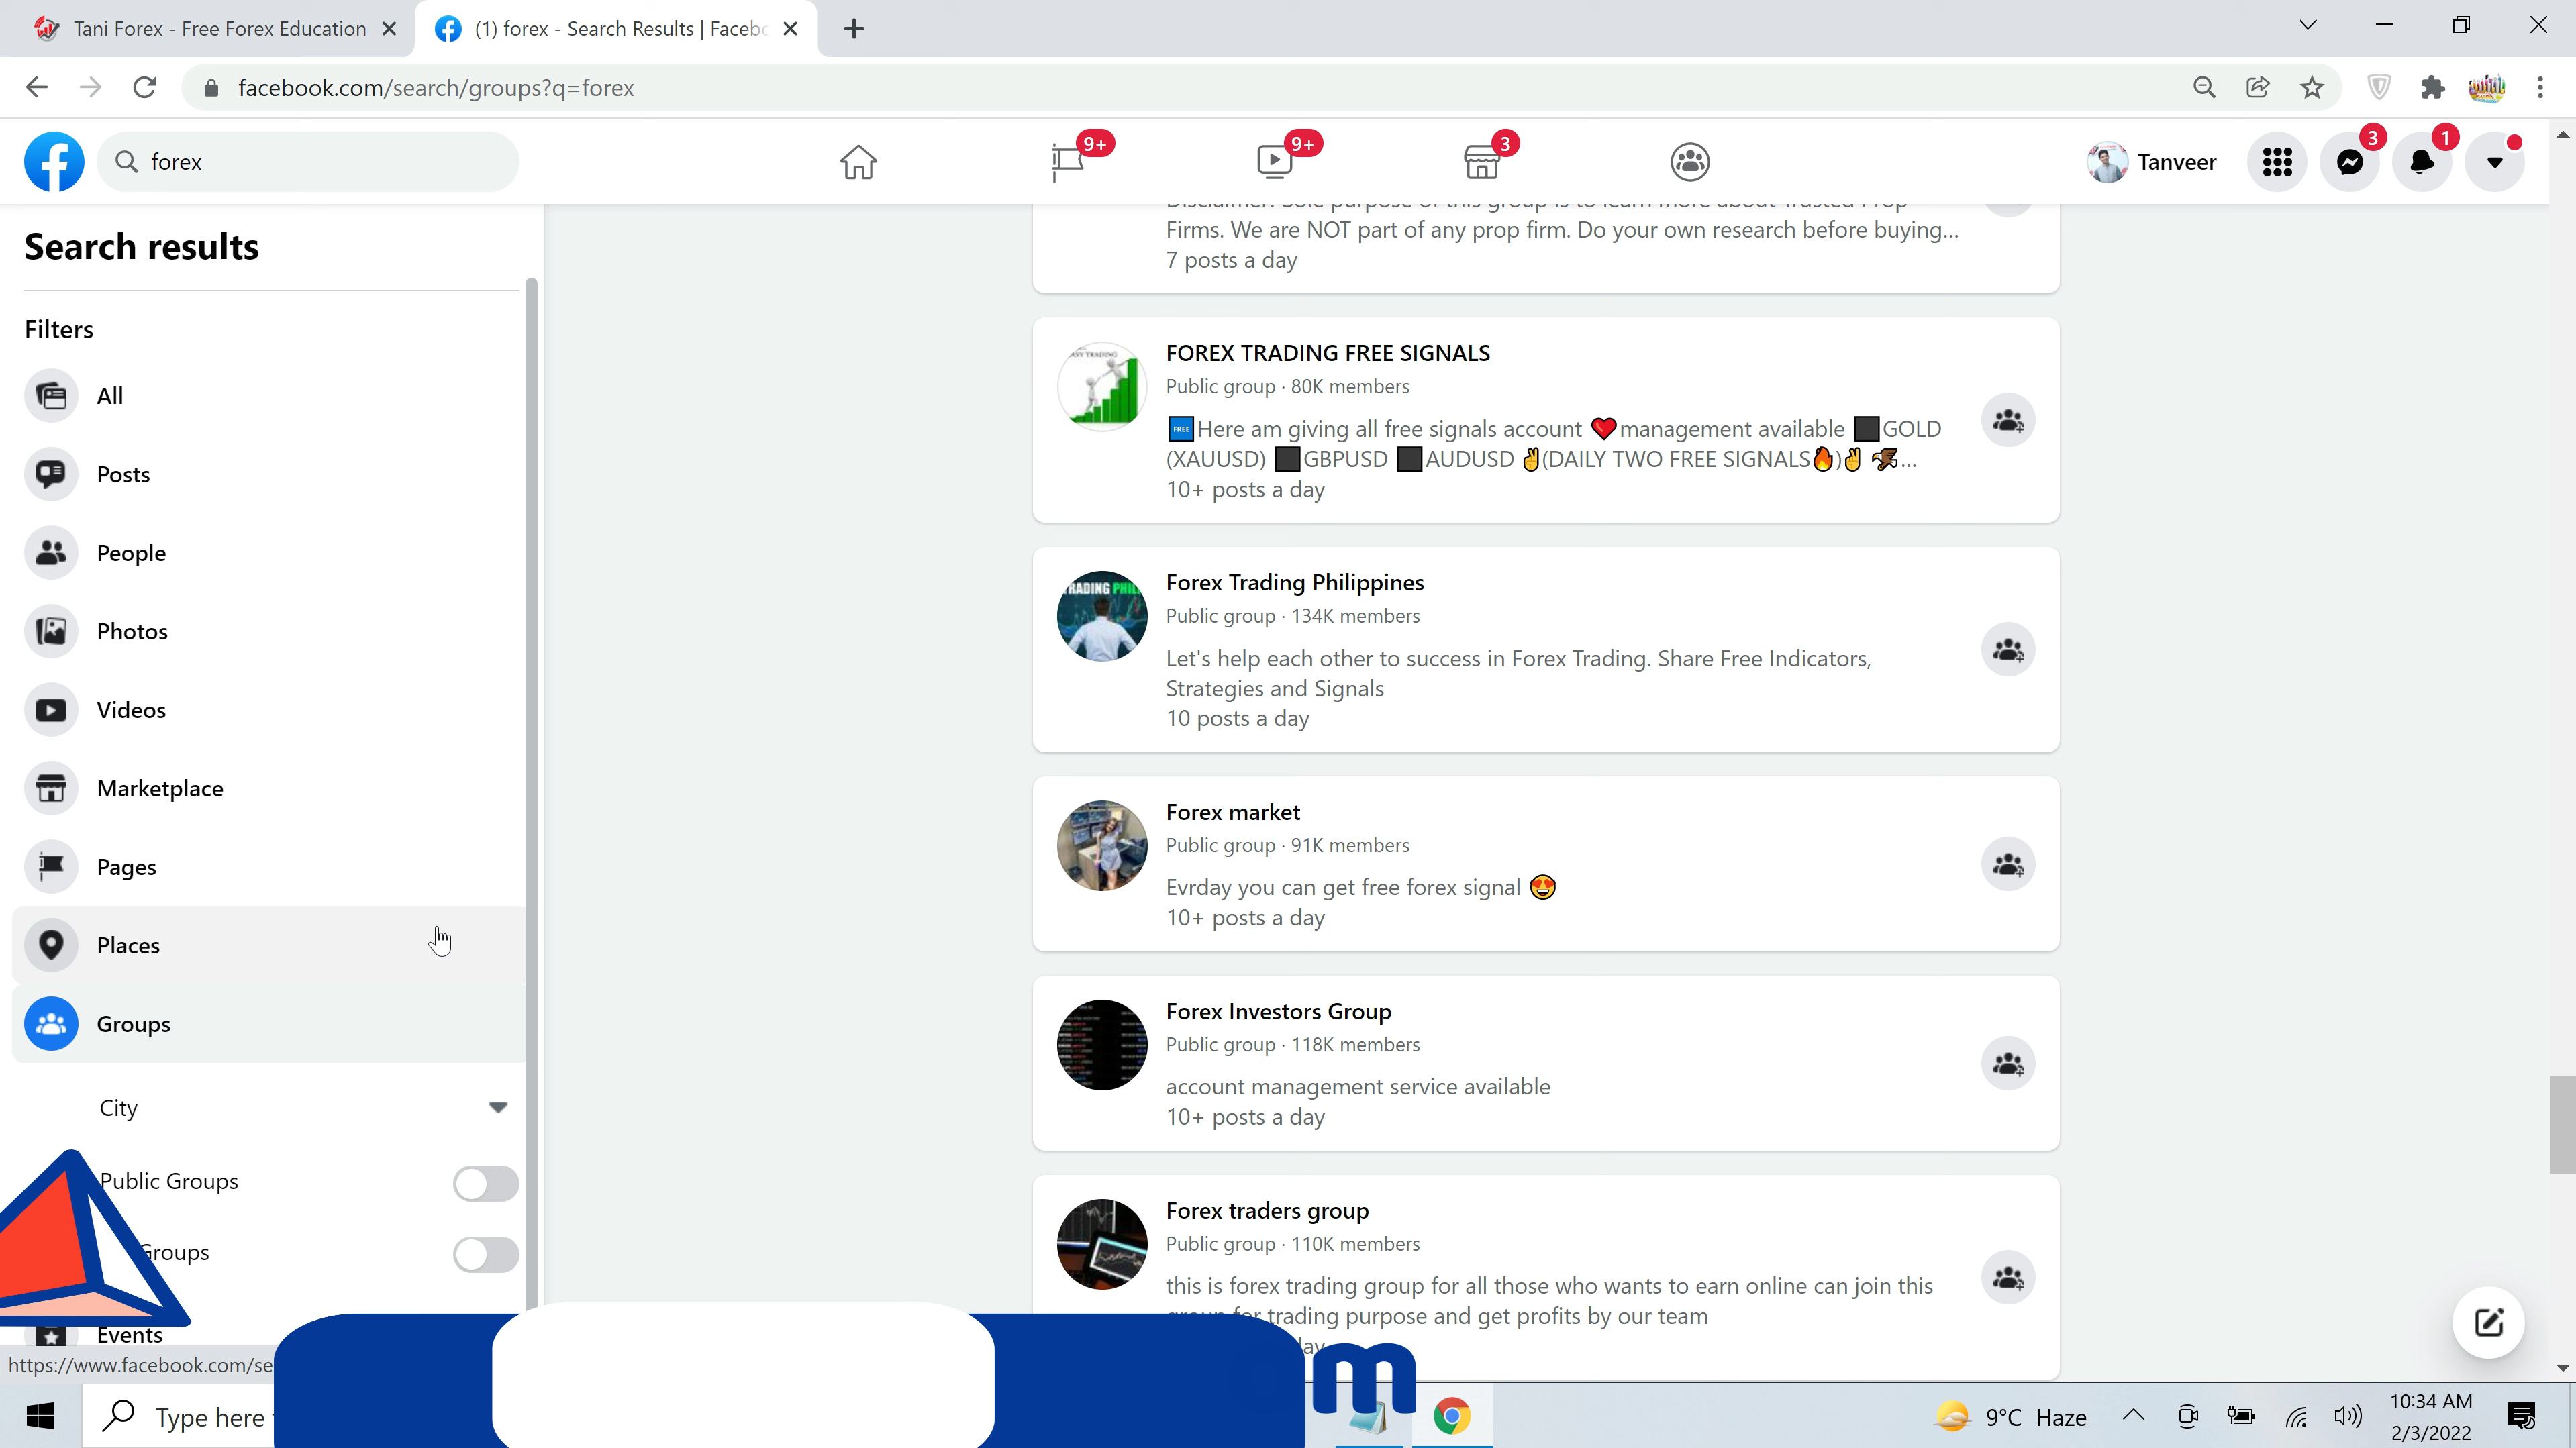 Tani Forex - Free Forex Education
(1) forex - Search Results | Facebo
facebook.com/search/groups?q=forex
forex
9+
9+
3
Tanveer
3
1
Search results
Filters
All
Posts
People
Photos
Videos
Marketplace
Pages
Places
Groups
City
Public Groups
Groups
Events
https://www.facebook.com/se
Firms. We are NOT part of any prop firm. Do your own research before buying...
7 posts a day
FOREX TRADING FREE SIGNALS
Public group · 80K members
FREE Here am giving all free signals account ❤️management available ⬛GOLD
(XAUUSD) ⬛GBPUSD ⬛AUDUSD ✌(DAILY TWO FREE SIGNALS🔥)✌ 🦅...
10+ posts a day
RADING PHIL
Forex Trading Philippines
Public group · 134K members
Let's help each other to success in Forex Trading. Share Free Indicators,
Strategies and Signals
10 posts a day
Forex market
Public group · 91K members
Evrday you can get free forex signal 😍
10+ posts a day
Forex Investors Group
Public group · 118K members
account management service available
10+ posts a day
Forex traders group
Public group · 110K members
this is forex trading group for all those who wants to earn online can join this
group for trading purpose and get profits by our team
m
Type here
9°C Haze
10:34 AM
2/3/2022